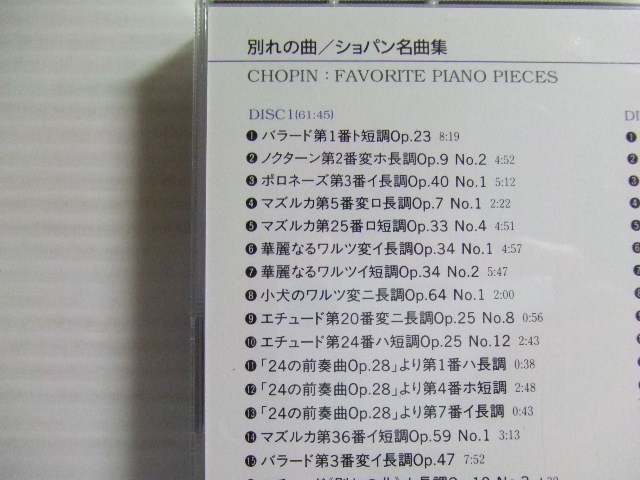 別れの曲／ショパン名曲集
CHOPIN : FAVORITE PIANO PIECES
DISC1[61:45]
❶ バラード第1番ト短調Op.23 8:19
❷ ノクターン第2番変ホ長調Op.9 No.2 4:52
❸ ポロネーズ第3番イ長調Op.40 No.1 5:12
❹ マズルカ第5番変ロ長調Op.7 No.1 2:22
❺ マズルカ第25番ロ短調Op.33 No.4 4:51
❻ 華麗なるワルツ変イ長調Op.34 No.1 4:57
❼ 華麗なるワルツイ短調Op.34 No.2 5:47
❽ 小犬のワルツ変ニ長調Op.64 No.1 2:00
❾ エチュード第20番変ニ長調Op.25 No.8 0:56
❿ エチュード第24番ハ短調Op.25 No.12 2:43
⓫ 「24の前奏曲Op.28」より第1番ハ長調 0:38
⓬ 「24の前奏曲Op.28」より第4番ホ短調 2:48
⓭ 「24の前奏曲Op.28」より第7番イ長調 0:43
⓮ マズルカ第36番イ短調Op.59 No.1 3:13
⓯ バラード第3番変イ長調Op.47 7:52